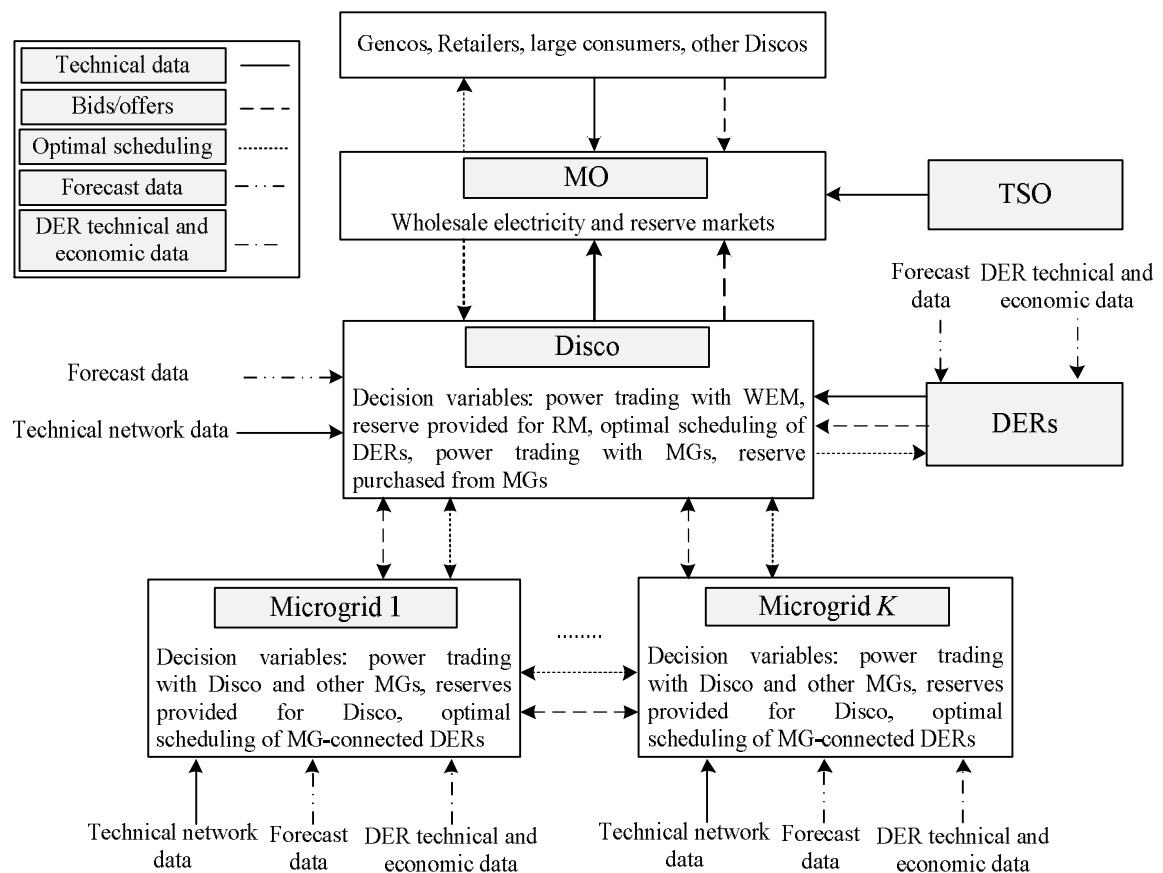 Gencos, Retailers, large consumers, other Discos
Technical data
Bids/offers
Optimal scheduling
Forecast data
DER technical and
economic data
MO
Wholesale electricity and reserve markets
TSO
Forecast
data
DER technical and
economic data
Disco
Decision variables: power trading with WEM,
reserve provided for RM, optimal scheduling of
DERs, power trading with MGs, reserve
purchased from MGs
Forecast data
Technical network data
DERs
Microgrid 1
Decision variables: power trading
with Disco and other MGs, reserves
provided for Disco, optimal
scheduling of MG-connected DERs
........
Microgrid K
Decision variables: power trading
with Disco and other MGs, reserves
provided for Disco, optimal
scheduling of MG-connected DERs
Technical network
data
Forecast
data
DER technical and
economic data
Technical network
data
Forecast
data
DER technical and
economic data